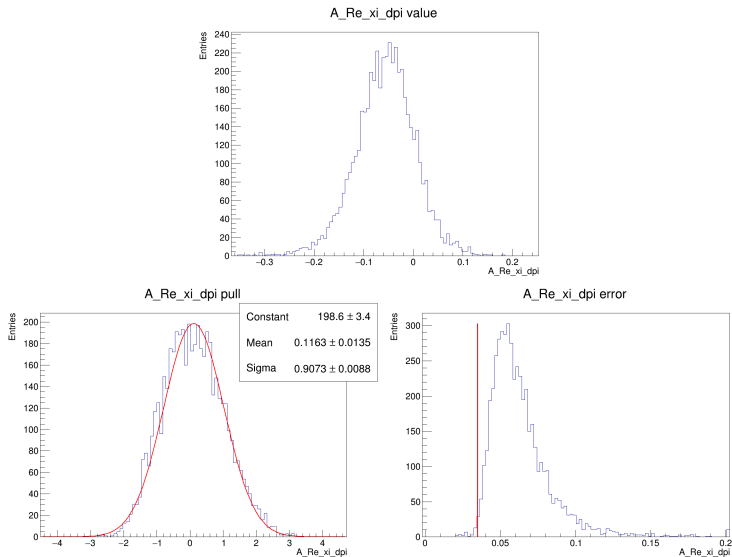 A_Re_xi_dpi value
Entries
240
220
200
180
160
140
120
100
80
60
40
20
0
−0.3 −0.2 −0.1 0 0.1 0.2
A_Re_xi_dpi
A_Re_xi_dpi pull
Entries
200
180
160
140
120
100
80
60
40
20
0
−4 −3 −2 −1 0 1 2 3 4
A_Re_xi_dpi
Constant 198.6 ± 3.4
Mean 0.1163 ± 0.0135
Sigma 0.9073 ± 0.0088
A_Re_xi_dpi error
Entries
300
250
200
150
100
50
0
0 0.05 0.1 0.15 0.2
A_Re_xi_dpi